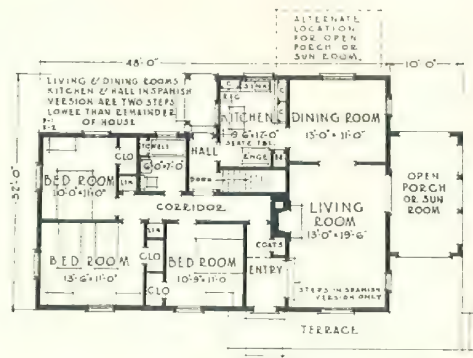 ALTERNATE
LOCATION
FOR OPEN
PORCH OR
SUN ROOM.
48'-0"
10'-0"
LIVING & DINING ROOMS
KITCHEN & HALL IN SPANISH
VERSION ARE TWO STEPS
LOWER THAN REMAINDER
OF HOUSE
32'-0"
C
SINK
C
KITCHEN
9'-6"×12'-0"
DINING ROOM
13'-0"×11'-0"
HALL
CLO
LIN
DOWN
BED ROOM
10'-0"×11'-0"
CORRIDOR
OPEN
PORCH
OR SUN
ROOM
LIVING
ROOM
13'-0"×19'-6"
LIN
COATS
BED ROOM
13'-6"×11'-0"
CLO
CLO
BED ROOM
10'-9"×11'-0
ENTRY
STEPS IN SPANISH
VERSION ONLY
TERRACE